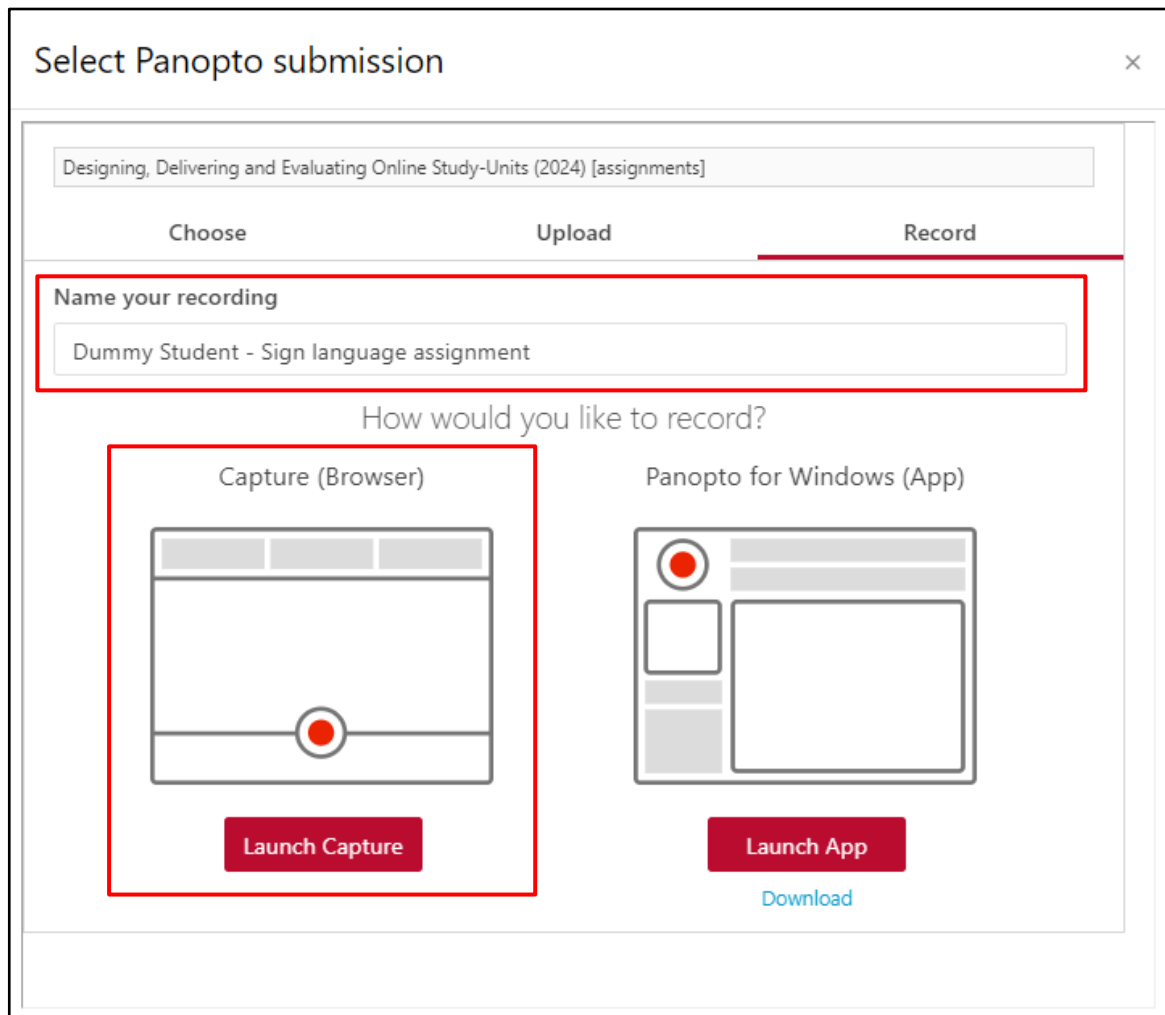 Select Panopto submission
×
Designing, Delivering and Evaluating Online Study-Units (2024) [assignments]
Choose Upload Record
Name your recording
Dummy Student - Sign language assignment
How would you like to record?
Capture (Browser) Panopto for Windows (App)
Launch Capture Launch App
Download